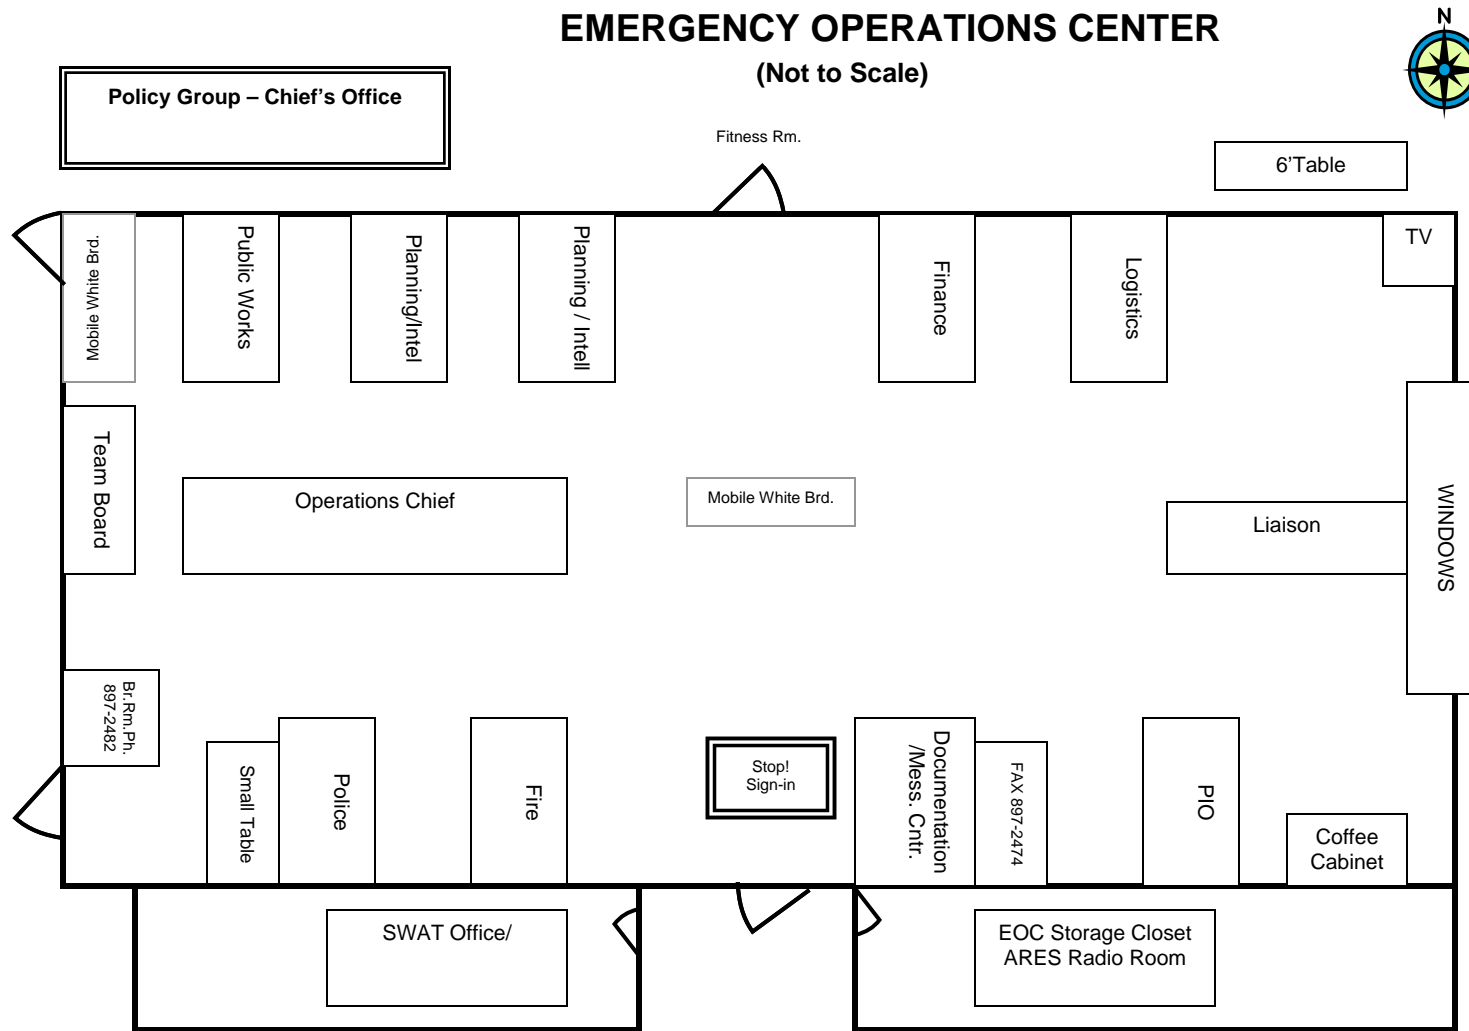 EMERGENCY OPERATIONS CENTER
(Not to Scale)
N
Policy Group – Chief's Office
Fitness Rm.
6'Table
Mobile White Brd.
Public Works
Planning/Intel
Planning / Intell
Finance
Logistics
TV
Team Board
Operations Chief
Mobile White Brd.
Liaison
WINDOWS
Br.Rm.Ph.
897-2482
Small Table
Police
Fire
Stop!
Sign-in
Documentation
/Mess. Cntr.
FAX 897-2474
PIO
Coffee
Cabinet
SWAT Office/
EOC Storage Closet
ARES Radio Room